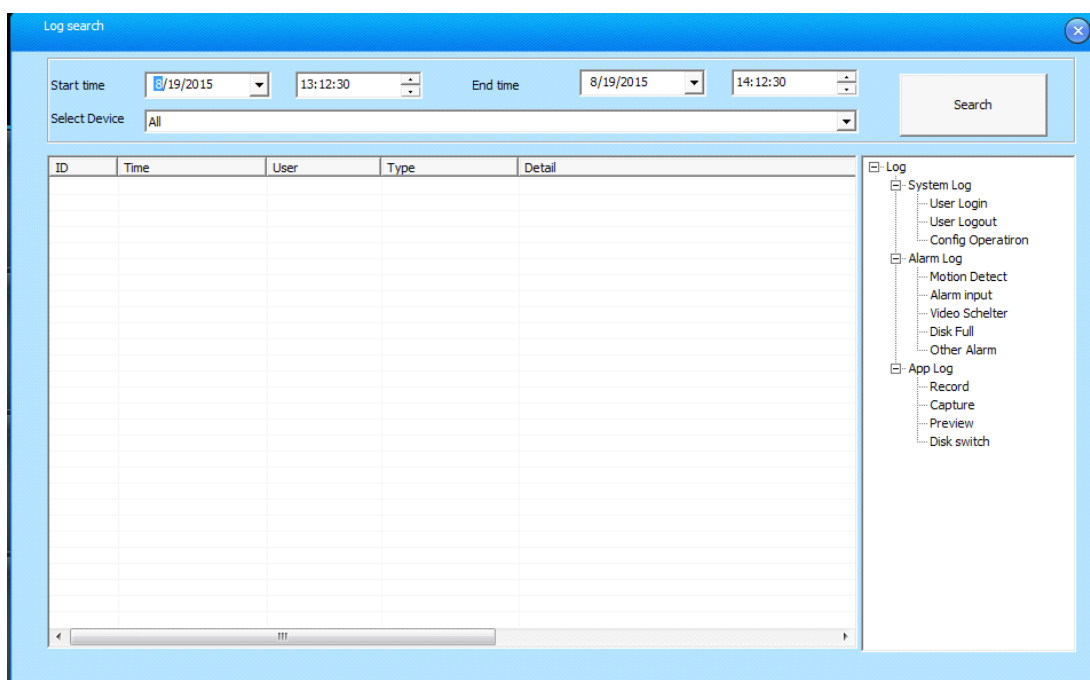 Log search
Start time 8/19/2015 13:12:30 End time 8/19/2015 14:12:30
Search
Select Device All
ID Time User Type Detail
Log
System Log
User Login
User Logout
Config Operatiron
Alarm Log
Motion Detect
Alarm input
Video Schelter
Disk Full
Other Alarm
App Log
Record
Capture
Preview
Disk switch